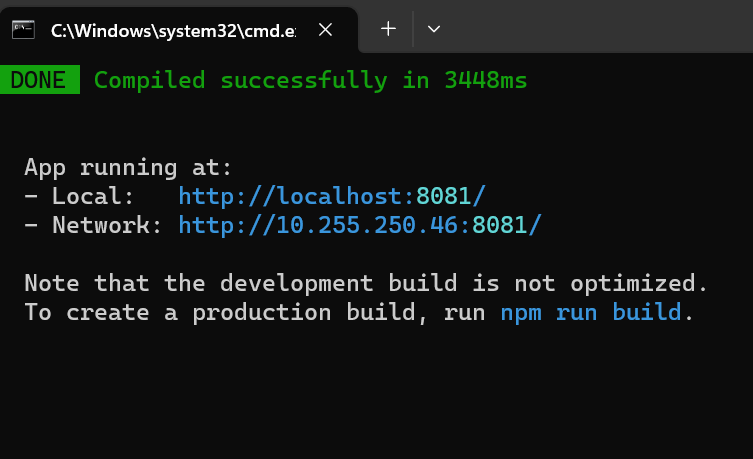 C:\Windows\system32\cmd.e
DONE Compiled successfully in 3448ms
App running at:
- Local: http://localhost:8081/
- Network: http://10.255.250.46:8081/
Note that the development build is not optimized.
To create a production build, run npm run build.